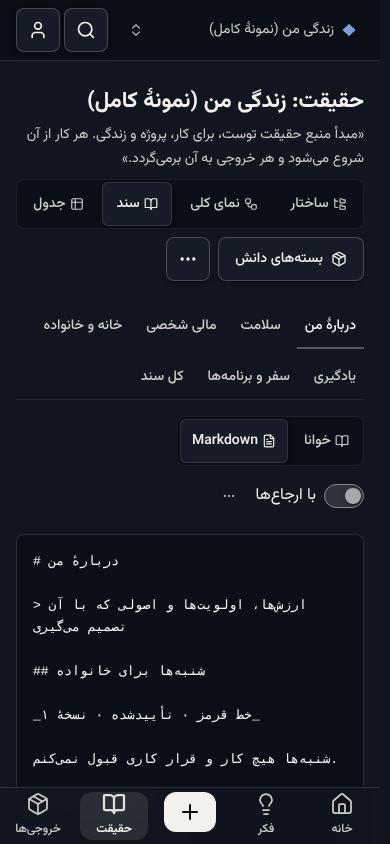 زندگی من (نمونهٔ کامل)
حقیقت: زندگی من (نمونهٔ کامل)
«مبدأ منبع حقیقت توست، برای کار، پروژه و زندگی. هر کار از آن
شروع می‌شود و هر خروجی به آن برمی‌گردد.»
ساختار نمای کلی سند جدول
بسته‌های دانش ...
دربارهٔ من سلامت مالی شخصی خانه و خانواده
یادگیری سفر و برنامه‌ها کل سند
خوانا Markdown
با ارجاع‌ها ...
# دربارهٔ من
> ارزش‌ها، اولویت‌ها و اصولی که با آن
تصمیم می‌گیری
## شنبه‌ها برای خانواده
_خط قرمز · تأییدشده · نسخهٔ ۱_
شنبه‌ها هیچ کار و قرار کاری قبول نمی‌کنم.
خانه فکر + حقیقت خروجی‌ها